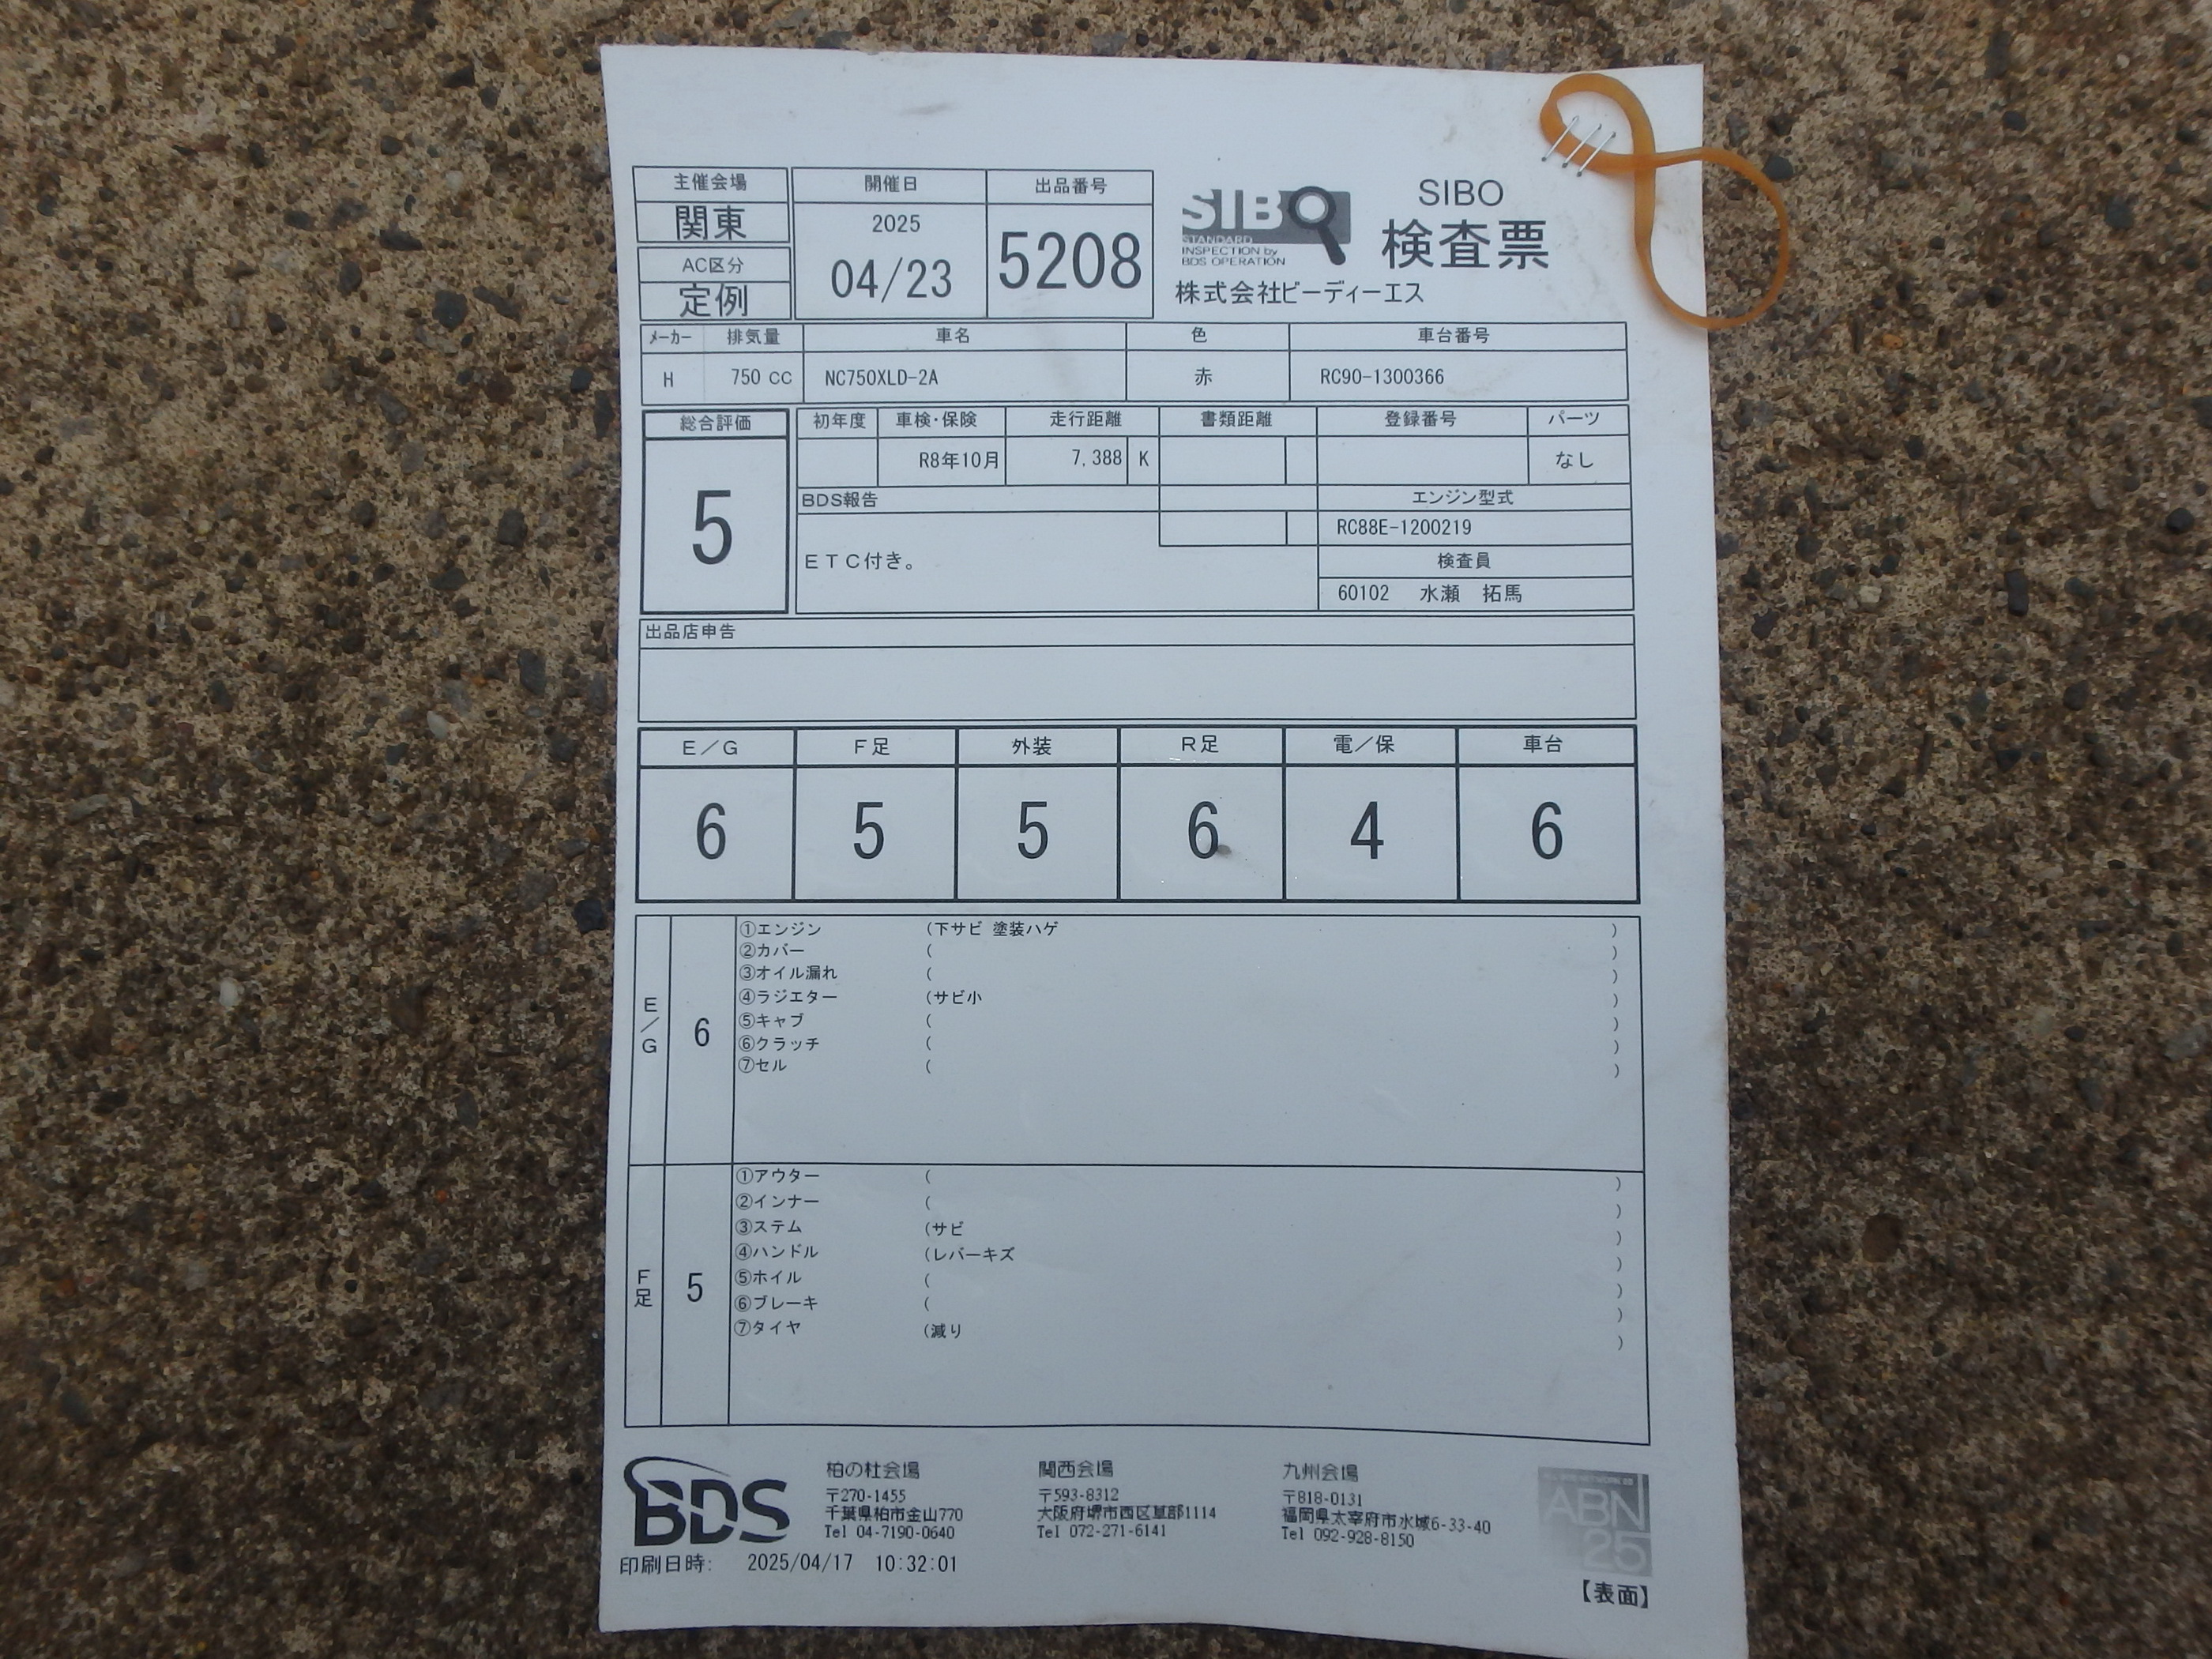 主催会場 開催日 出品番号
関東 2025 04/23 5208
AC区分
定例
SIBO
STANDARD
INSPECTION by
BDS OPERATION
SIBO
検査票
株式会社ビーディーエス
メーカー 排気量 車名 色 車台番号
H 750 CC NC750XLD-2A 赤 RC90-1300366
総合評価 初年度 車検・保険 走行距離 書類距離 登録番号 パーツ
5 R8年10月 7,388 K なし
BDS報告 エンジン型式
RC88E-1200219
ETC付き。 検査員
60102 水瀬 拓馬
出品店申告
E/G F足 外装 R足 電/保 車台
6 5 5 6 4 6
E/G 6
①エンジン (下サビ 塗装ハゲ )
②カバー ( )
③オイル漏れ ( )
④ラジエター (サビ小 )
⑤キャブ ( )
⑥クラッチ ( )
⑦セル ( )
F足 5
①アウター ( )
②インナー ( )
③ステム (サビ )
④ハンドル (レバーキズ )
⑤ホイル ( )
⑥ブレーキ ( )
⑦タイヤ (減り )
BDS
柏の杜会場 関西会場 九州会場
〒270-1455 〒593-8312 〒818-0131
千葉県柏市金山770 大阪府堺市西区草部1114 福岡県太宰府市水城6-33-40
Tel 04-7190-0640 Tel 072-271-6141 Tel 092-928-8150
ABN
25
印刷日時: 2025/04/17 10:32:01
【表面】